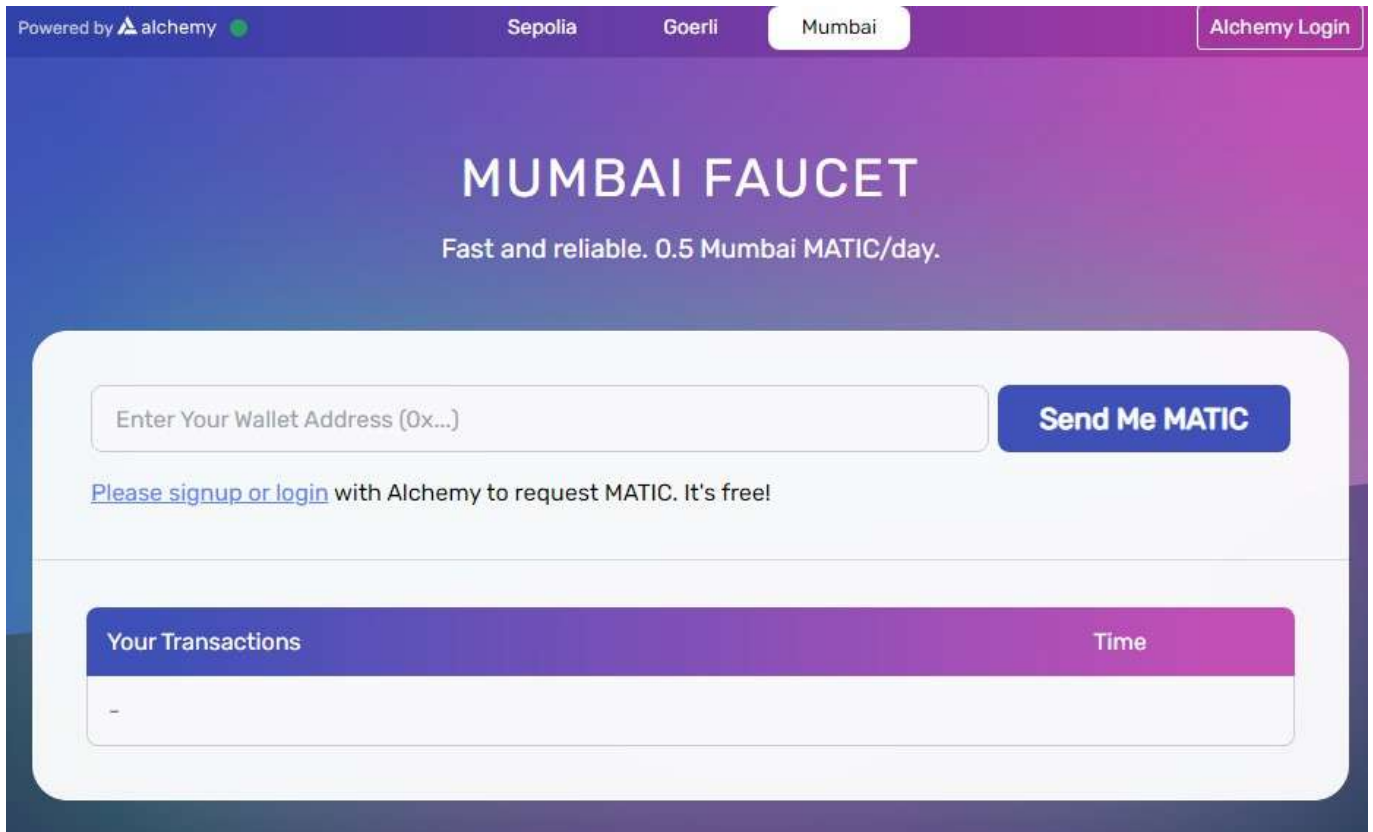 Powered by alchemy Sepolia Goerli Mumbai Alchemy Login
MUMBAI FAUCET
Fast and reliable. 0.5 Mumbai MATIC/day.
Enter Your Wallet Address (0x...) Send Me MATIC
Please signup or login with Alchemy to request MATIC. It's free!
Your Transactions Time
-